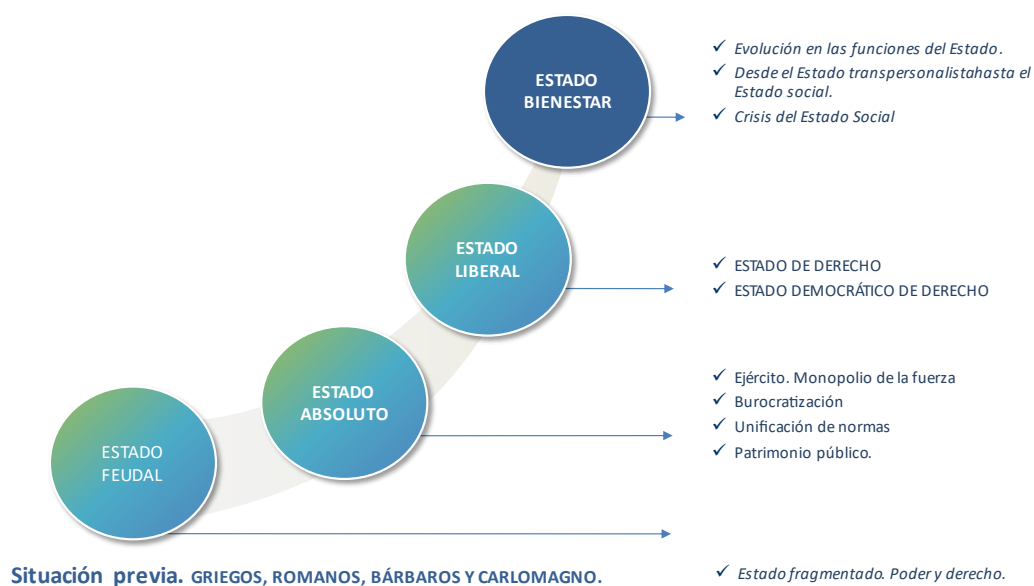 ESTADO
BIENESTAR
✓ Evolución en las funciones del Estado.
✓ Desde el Estado transpersonalistahasta el
Estado social.
✓ Crisis del Estado Social
ESTADO
LIBERAL
✓ ESTADO DE DERECHO
✓ ESTADO DEMOCRÁTICO DE DERECHO
ESTADO
ABSOLUTO
✓ Ejército. Monopolio de la fuerza
✓ Burocratización
✓ Unificación de normas
✓ Patrimonio público.
ESTADO
FEUDAL
✓ Estado fragmentado. Poder y derecho.
Situación previa. GRIEGOS, ROMANOS, BÁRBAROS Y CARLOMAGNO.